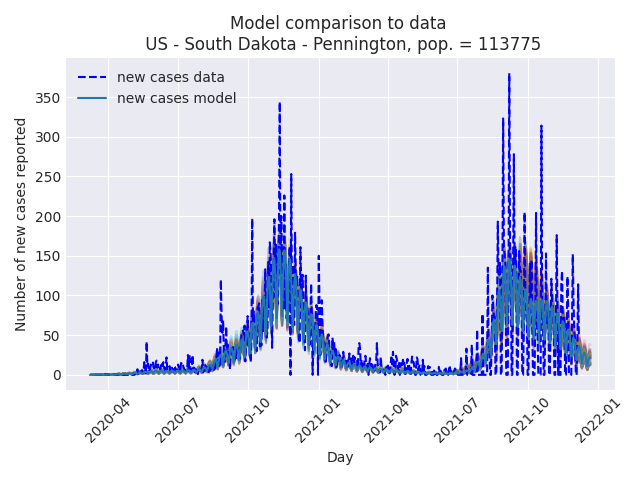 Model comparison to data
US - South Dakota - Pennington, pop. = 113775
new cases data
new cases model
Number of new cases reported
350
300
250
200
150
100
50
0
2020-04
2020-07
2020-10
2021-01
2021-04
2021-07
2021-10
2022-01
Day